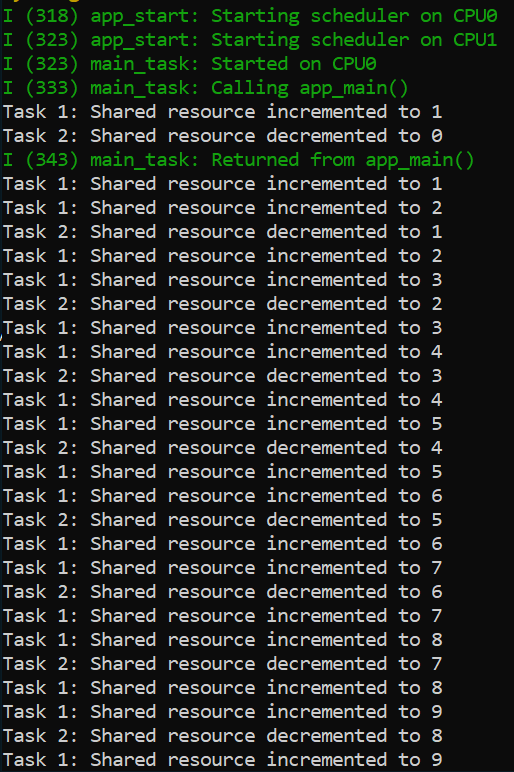 I (318) app_start: Starting scheduler on CPU0
I (323) app_start: Starting scheduler on CPU1
I (323) main_task: Started on CPU0
I (333) main_task: Calling app_main()
Task 1: Shared resource incremented to 1
Task 2: Shared resource decremented to 0
I (343) main_task: Returned from app_main()
Task 1: Shared resource incremented to 1
Task 1: Shared resource incremented to 2
Task 2: Shared resource decremented to 1
Task 1: Shared resource incremented to 2
Task 1: Shared resource incremented to 3
Task 2: Shared resource decremented to 2
Task 1: Shared resource incremented to 3
Task 1: Shared resource incremented to 4
Task 2: Shared resource decremented to 3
Task 1: Shared resource incremented to 4
Task 1: Shared resource incremented to 5
Task 2: Shared resource decremented to 4
Task 1: Shared resource incremented to 5
Task 1: Shared resource incremented to 6
Task 2: Shared resource decremented to 5
Task 1: Shared resource incremented to 6
Task 1: Shared resource incremented to 7
Task 2: Shared resource decremented to 6
Task 1: Shared resource incremented to 7
Task 1: Shared resource incremented to 8
Task 2: Shared resource decremented to 7
Task 1: Shared resource incremented to 8
Task 1: Shared resource incremented to 9
Task 2: Shared resource decremented to 8
Task 1: Shared resource incremented to 9